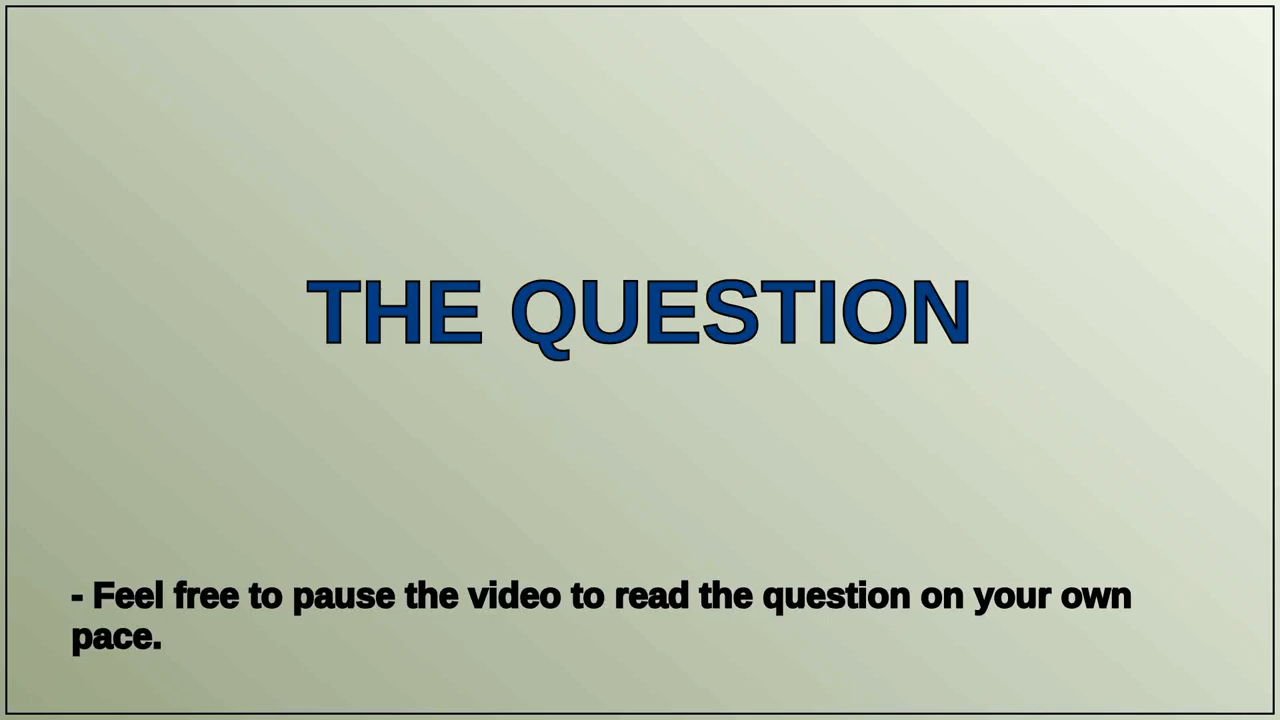 THE QUESTION
- Feel free to pause the video to read the question on your own
pace.